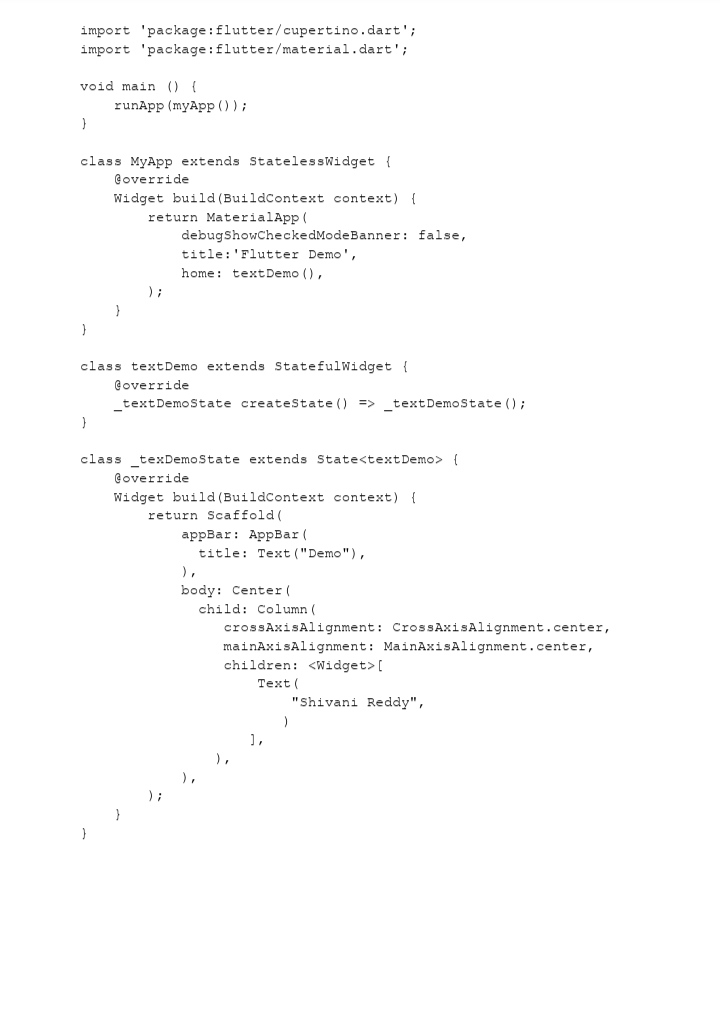 import 'package:flutter/cupertino.dart';
import 'package:flutter/material.dart';

void main () {
    runApp(myApp());
}

class MyApp extends StatelessWidget {
    @override
    Widget build(BuildContext context) {
        return MaterialApp(
            debugShowCheckedModeBanner: false,
            title:'Flutter Demo',
            home: textDemo(),
        );
    }
}

class textDemo extends StatefulWidget {
    @override
    _textDemoState createState() => _textDemoState();
}

class _texDemoState extends State<textDemo> {
    @override
    Widget build(BuildContext context) {
        return Scaffold(
            appBar: AppBar(
              title: Text("Demo"),
            ),
            body: Center(
              child: Column(
                 crossAxisAlignment: CrossAxisAlignment.center,
                 mainAxisAlignment: MainAxisAlignment.center,
                 children: <Widget>[
                     Text(
                         "Shivani Reddy",
                        )
                    ],
                ),
            ),
        );
    }
}